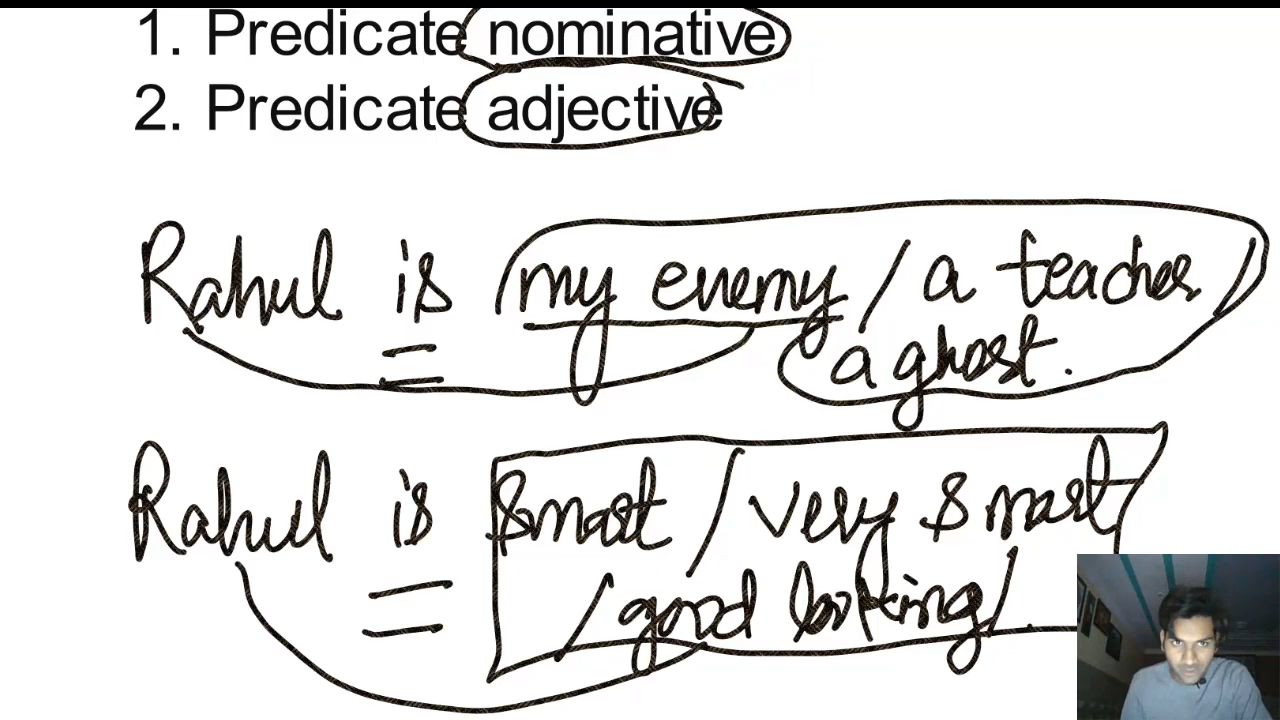 1. Predicate nominative
2. Predicate adjective
Rahul is my enemy / a teacher /
a ghost.
Rahul is smart / very smart
/ good looking /.